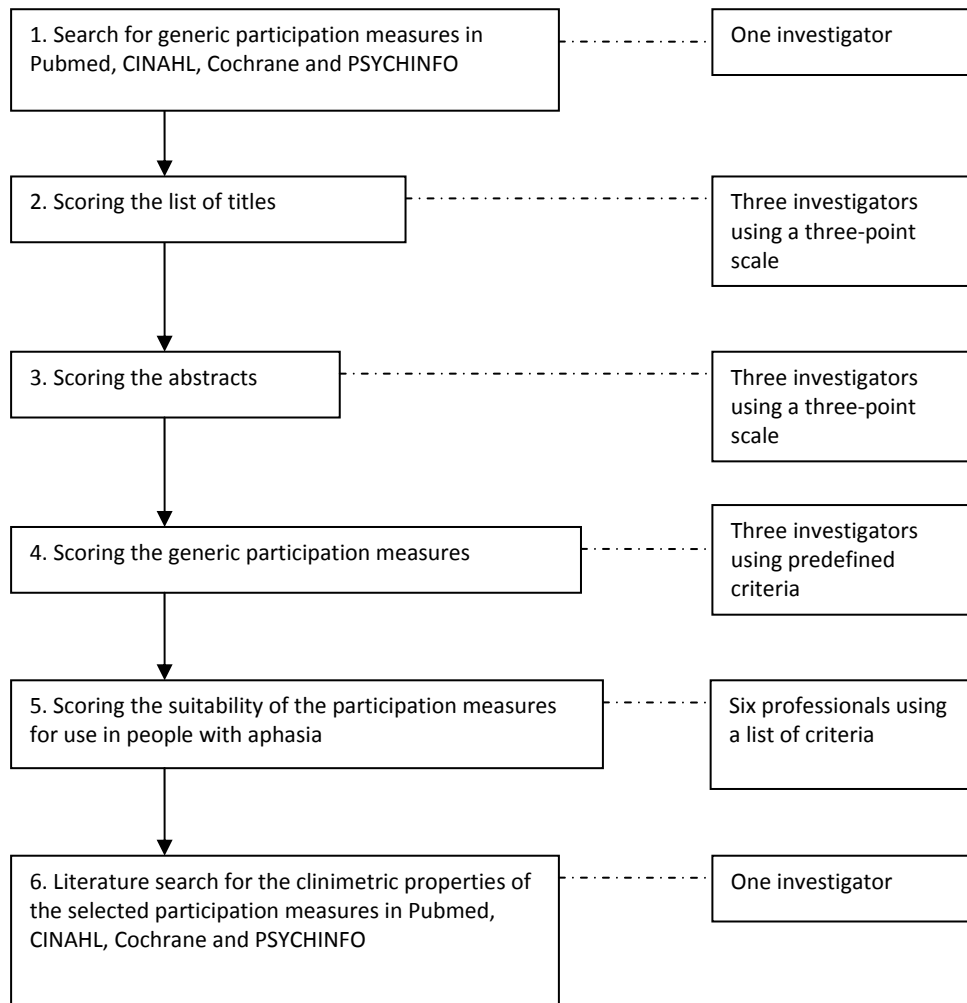 1. Search for generic participation measures in
Pubmed, CINAHL, Cochrane and PSYCHINFO
One investigator
2. Scoring the list of titles
Three investigators
using a three-point
scale
3. Scoring the abstracts
Three investigators
using a three-point
scale
4. Scoring the generic participation measures
Three investigators
using predefined
criteria
5. Scoring the suitability of the participation measures
for use in people with aphasia
Six professionals using
a list of criteria
6. Literature search for the clinimetric properties of
the selected participation measures in Pubmed,
CINAHL, Cochrane and PSYCHINFO
One investigator